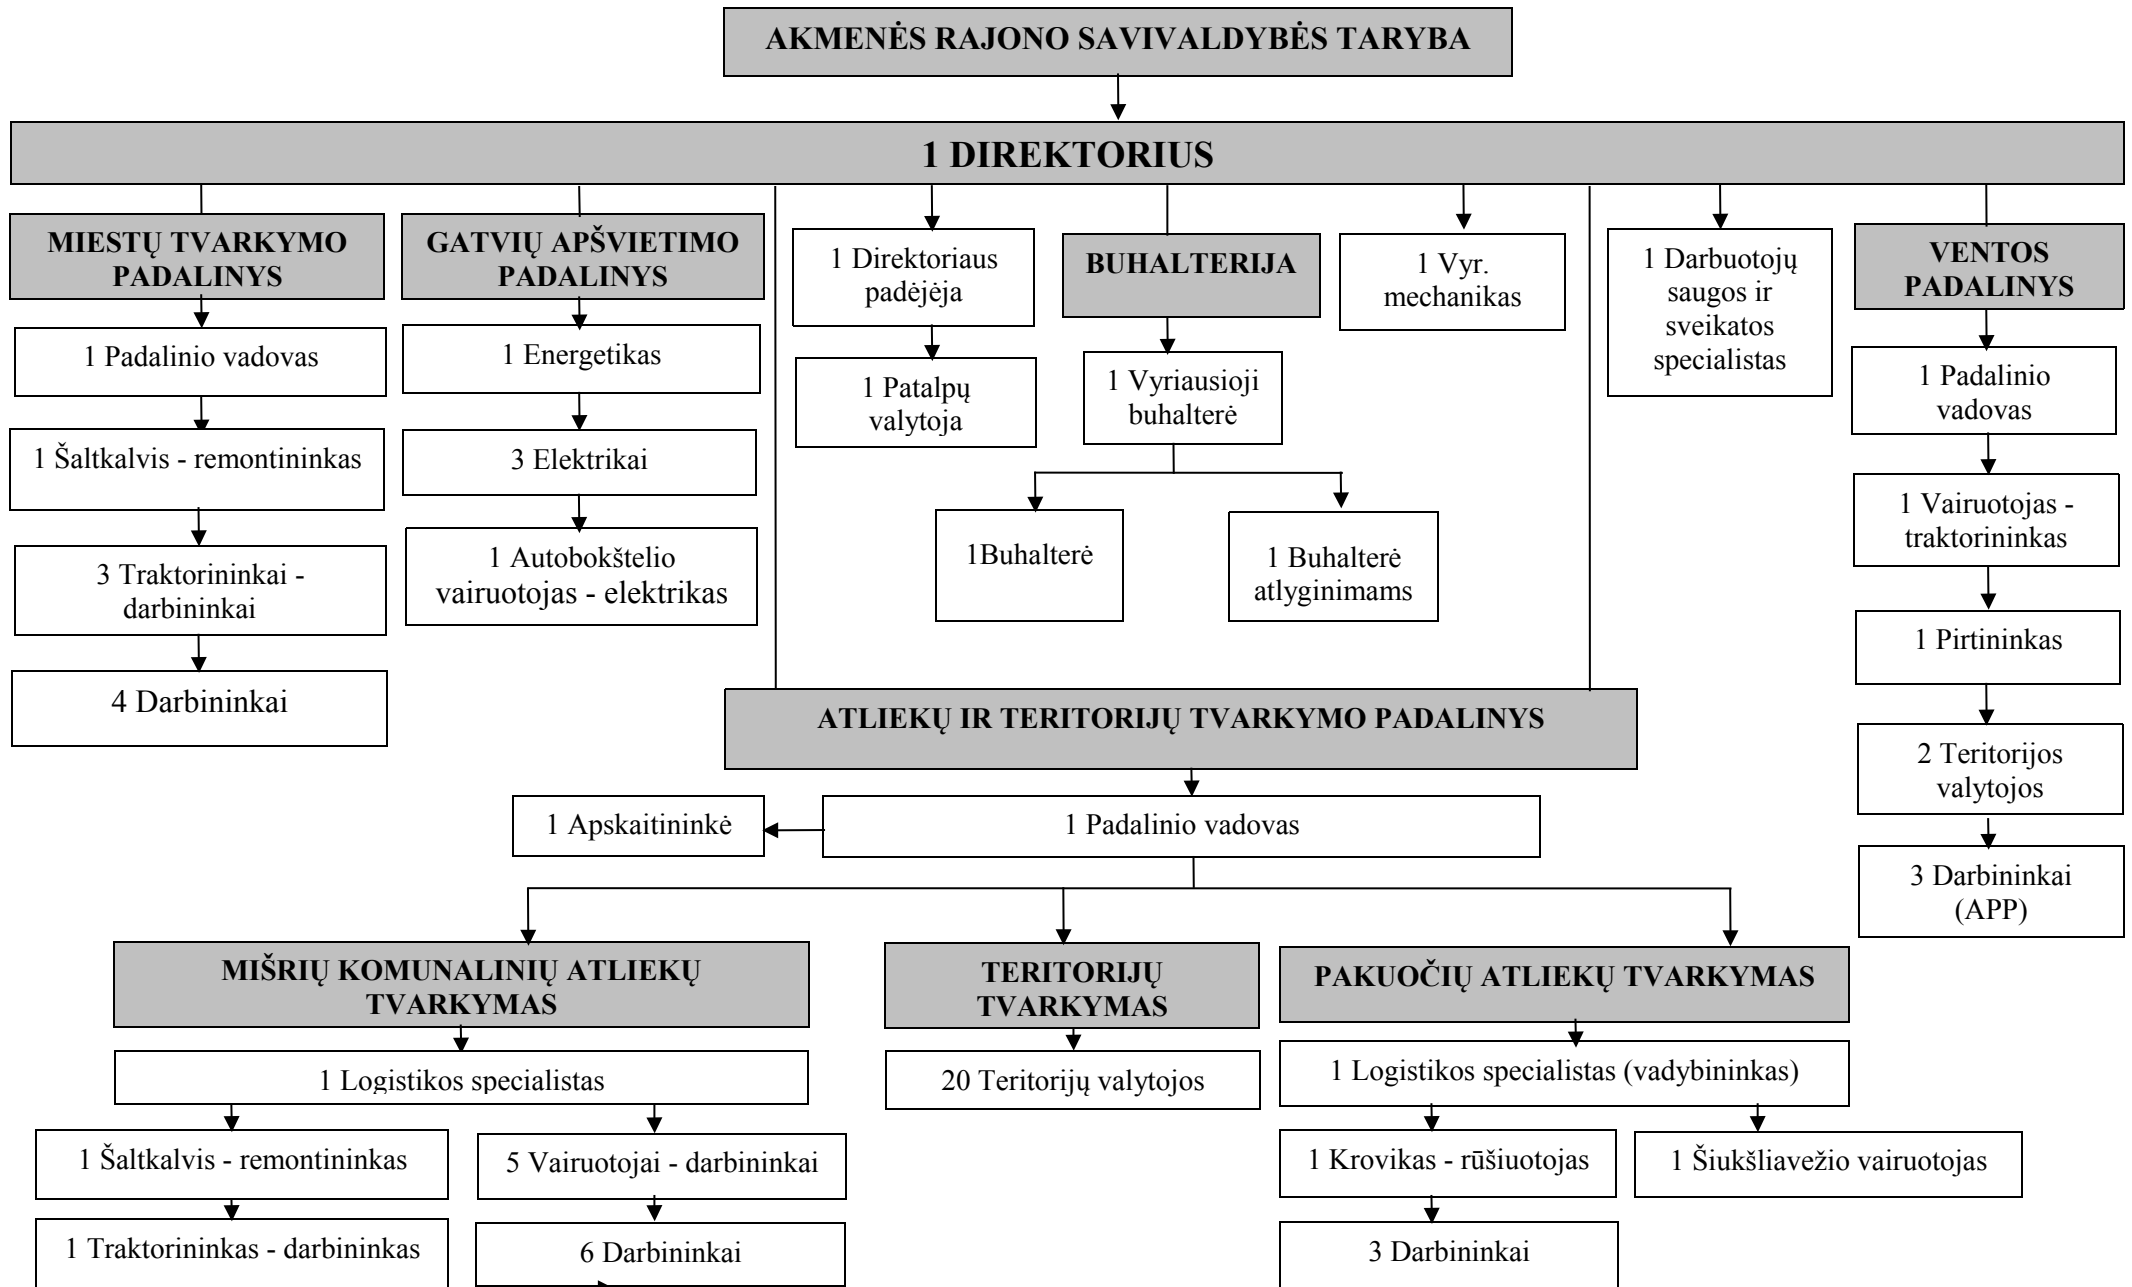 AKMENĖS RAJONO SAVIVALDYBĖS TARYBA
1 DIREKTORIUS
MIESTŲ TVARKYMO
PADALINYS
1 Padalinio vadovas
1 Šaltkalvis - remontininkas
3 Traktorininkai -
darbininkai
4 Darbininkai
GATVIŲ APŠVIETIMO
PADALINYS
1 Energetikas
3 Elektrikai
1 Autobokštelio
vairuotojas - elektrikas
1 Direktoriaus
padėjėja
1 Patalpų
valytoja
BUHALTERIJA
1 Vyriausioji
buhalterė
1Buhalterė
1 Buhalterė
atlyginimams
1 Vyr.
mechanikas
1 Darbuotojų
saugos ir
sveikatos
specialistas
VENTOS
PADALINYS
1 Padalinio
vadovas
1 Vairuotojas -
traktorininkas
1 Pirtininkas
2 Teritorijos
valytojos
3 Darbininkai
(APP)
ATLIEKŲ IR TERITORIJŲ TVARKYMO PADALINYS
1 Apskaitininkė
1 Padalinio vadovas
MIŠRIŲ KOMUNALINIŲ ATLIEKŲ
TVARKYMAS
1 Logistikos specialistas
1 Šaltkalvis - remontininkas
1 Traktorininkas - darbininkas
5 Vairuotojai - darbininkai
6 Darbininkai
TERITORIJŲ
TVARKYMAS
20 Teritorijų valytojos
PAKUOČIŲ ATLIEKŲ TVARKYMAS
1 Logistikos specialistas (vadybininkas)
1 Krovikas - rūšiuotojas
3 Darbininkai
1 Šiukšliavežio vairuotojas